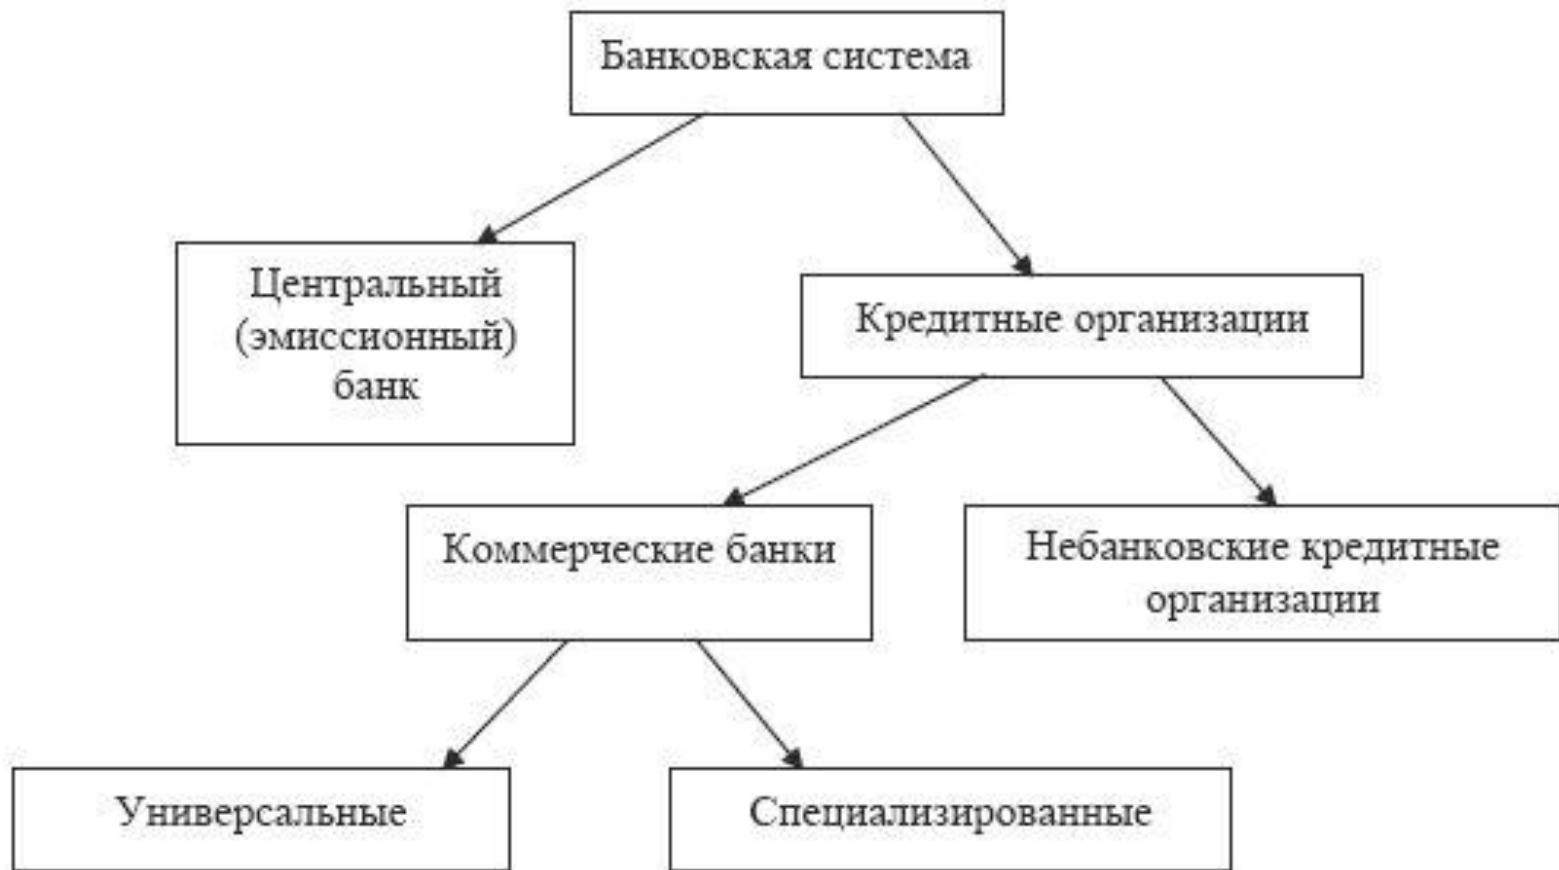 Банковская система
Центральный
(эмиссионный)
банк
Кредитные организации
Коммерческие банки
Небанковские кредитные
организации
Универсальные
Специализированные